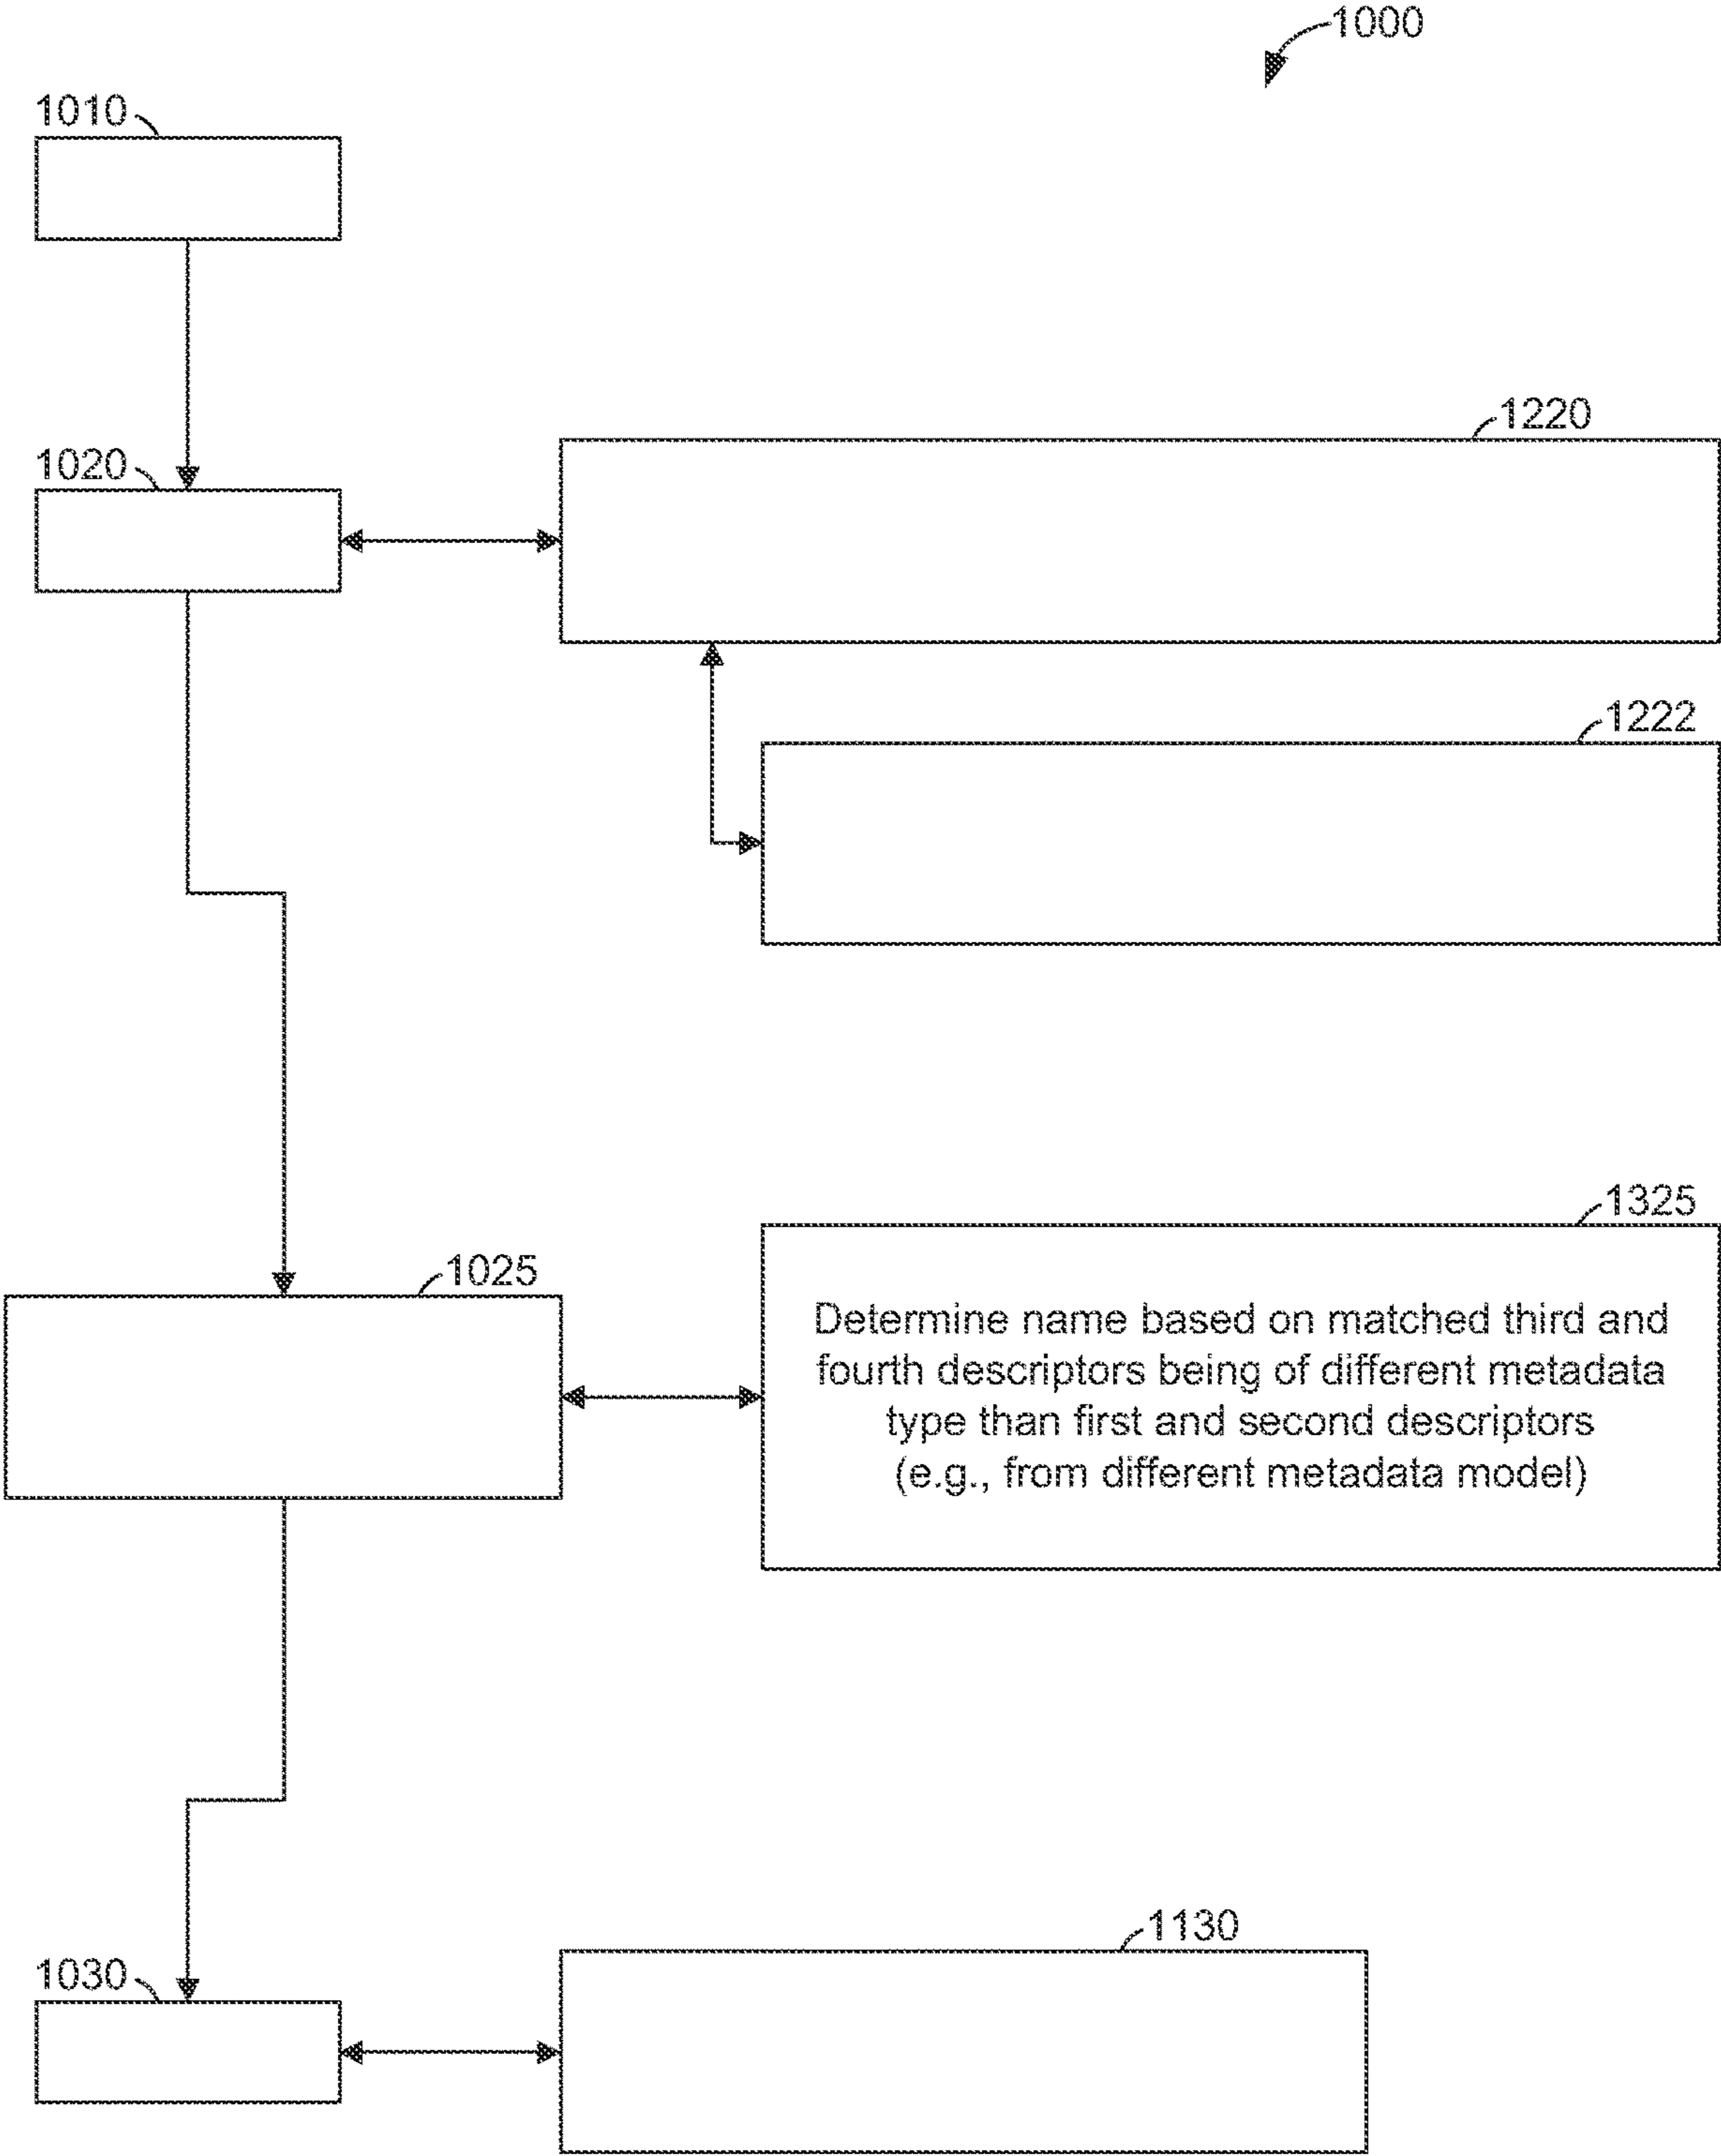 1000
1010
1220
1020
1222
1325
1025
Determine name based on matched third and
fourth descriptors being of different metadata
type than first and second descriptors
(e.g., from different metadata model)
1130
1030